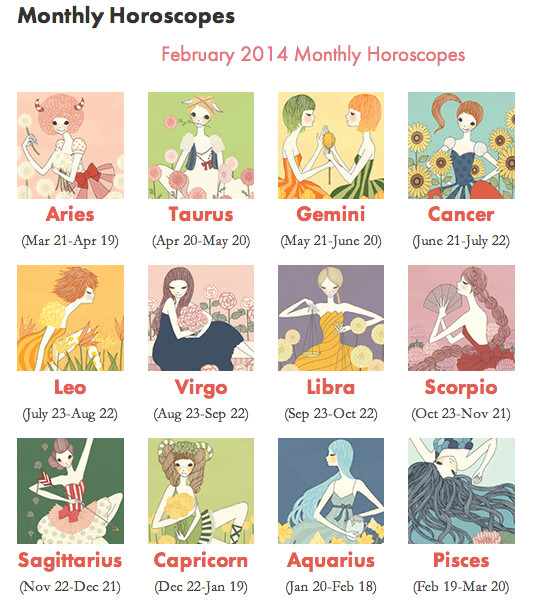 Monthly Horoscopes
February 2014 Monthly Horoscopes
Aries Taurus Gemini Cancer
(Mar 21-Apr 19) (Apr 20-May 20) (May 21-June 20) (June 21-July 22)
Leo Virgo Libra Scorpio
(July 23-Aug 22) (Aug 23-Sep 22) (Sep 23-Oct 22) (Oct 23-Nov 21)
Sagittarius Capricorn Aquarius Pisces
(Nov 22-Dec 21) (Dec 22-Jan 19) (Jan 20-Feb 18) (Feb 19-Mar 20)